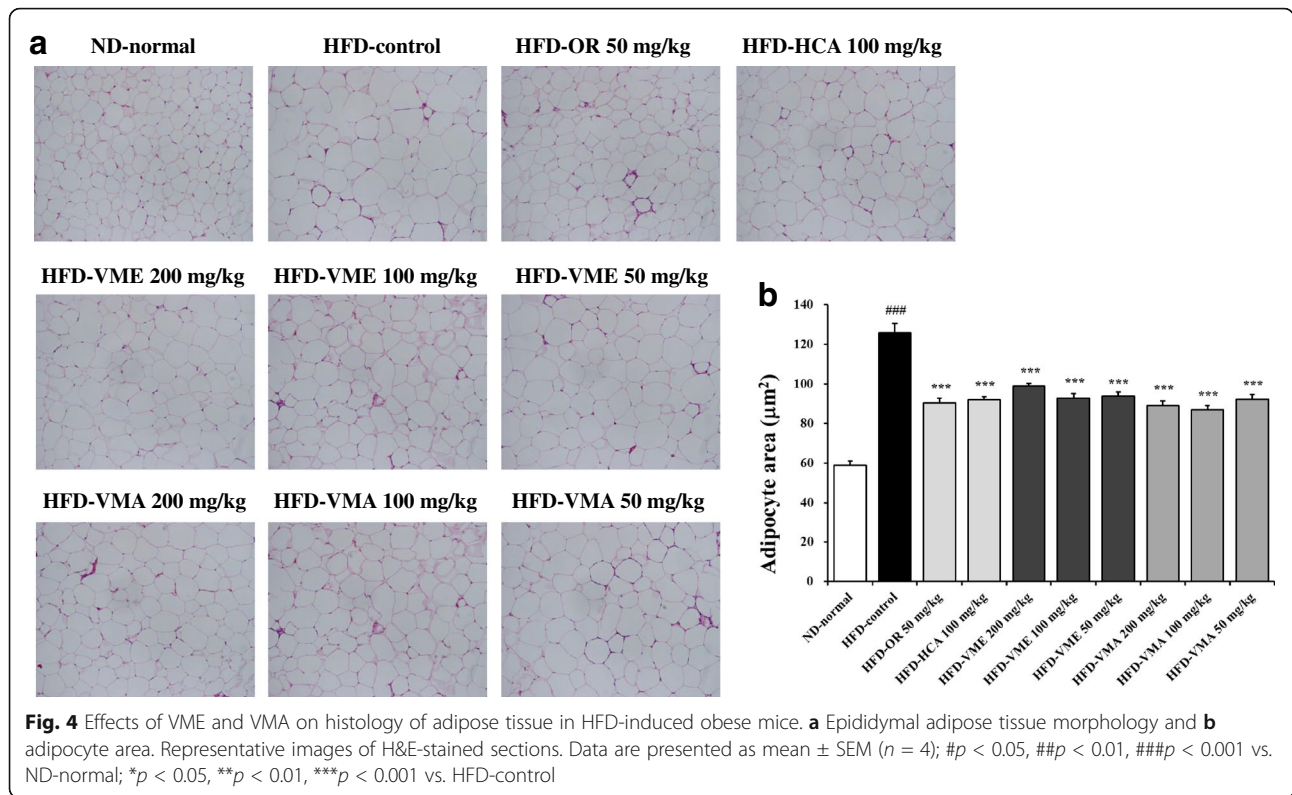 a
ND-normal HFD-control HFD-OR 50 mg/kg HFD-HCA 100 mg/kg
HFD-VME 200 mg/kg HFD-VME 100 mg/kg HFD-VME 50 mg/kg
HFD-VMA 200 mg/kg HFD-VMA 100 mg/kg HFD-VMA 50 mg/kg
b
Adipocyte area (µm²)
140
120
100
80
60
40
20
0
###
*** *** *** *** *** *** *** ***
ND-normal
HFD-control
HFD-OR 50 mg/kg
HFD-HCA 100 mg/kg
HFD-VME 200 mg/kg
HFD-VME 100 mg/kg
HFD-VME 50 mg/kg
HFD-VMA 200 mg/kg
HFD-VMA 100 mg/kg
HFD-VMA 50 mg/kg
Fig. 4 Effects of VME and VMA on histology of adipose tissue in HFD-induced obese mice. a Epididymal adipose tissue morphology and b
adipocyte area. Representative images of H&E-stained sections. Data are presented as mean ± SEM (n = 4); #p < 0.05, ##p < 0.01, ###p < 0.001 vs.
ND-normal; *p < 0.05, **p < 0.01, ***p < 0.001 vs. HFD-control